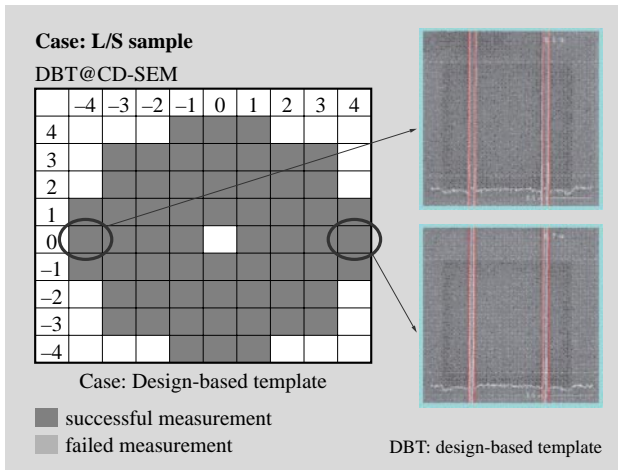 Case: L/S sample
DBT@CD-SEM
–4 –3 –2 –1 0 1 2 3 4
4
3
2
1
0
–1
–2
–3
–4
Case: Design-based template
successful measurement
failed measurement
DBT: design-based template